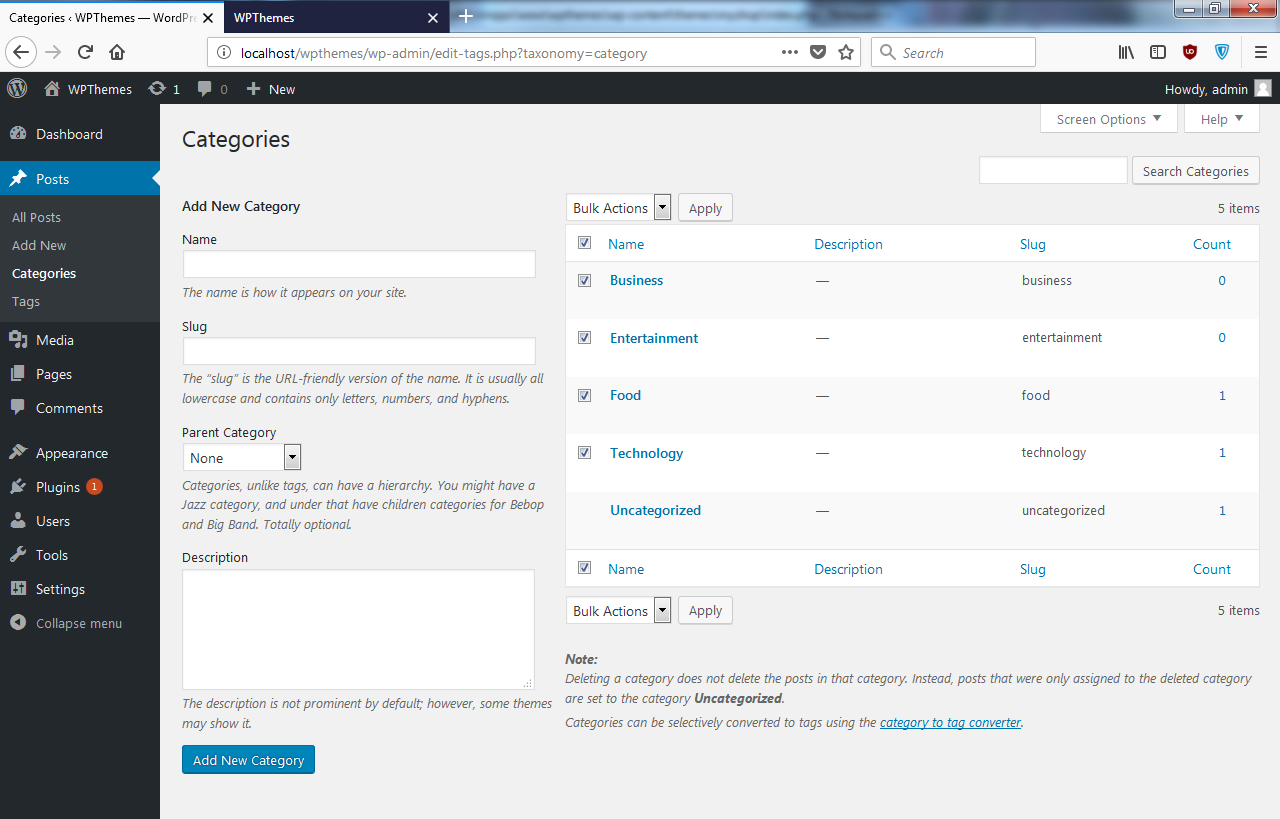 Categories ‹ WPThemes — WordPre
WPThemes
localhost/wpthemes/wp-admin/edit-tags.php?taxonomy=category
Search
WPThemes
1
0
New
Howdy, admin
Dashboard
Posts
All Posts
Add New
Categories
Tags
Media
Pages
Comments
Appearance
Plugins 1
Users
Tools
Settings
Collapse menu
Screen Options
Help
Categories
Search Categories
Add New Category
Name
The name is how it appears on your site.
Slug
The “slug” is the URL-friendly version of the name. It is usually all
lowercase and contains only letters, numbers, and hyphens.
Parent Category
None
Categories, unlike tags, can have a hierarchy. You might have a
Jazz category, and under that have children categories for Bebop
and Big Band. Totally optional.
Description
The description is not prominent by default; however, some themes
may show it.
Add New Category
Bulk Actions
Apply
5 items
Name Description Slug Count
Business — business 0
Entertainment — entertainment 0
Food — food 1
Technology — technology 1
Uncategorized — uncategorized 1
Name Description Slug Count
Bulk Actions
Apply
5 items
Note:
Deleting a category does not delete the posts in that category. Instead, posts that were only assigned to the deleted category
are set to the category Uncategorized.
Categories can be selectively converted to tags using the category to tag converter.